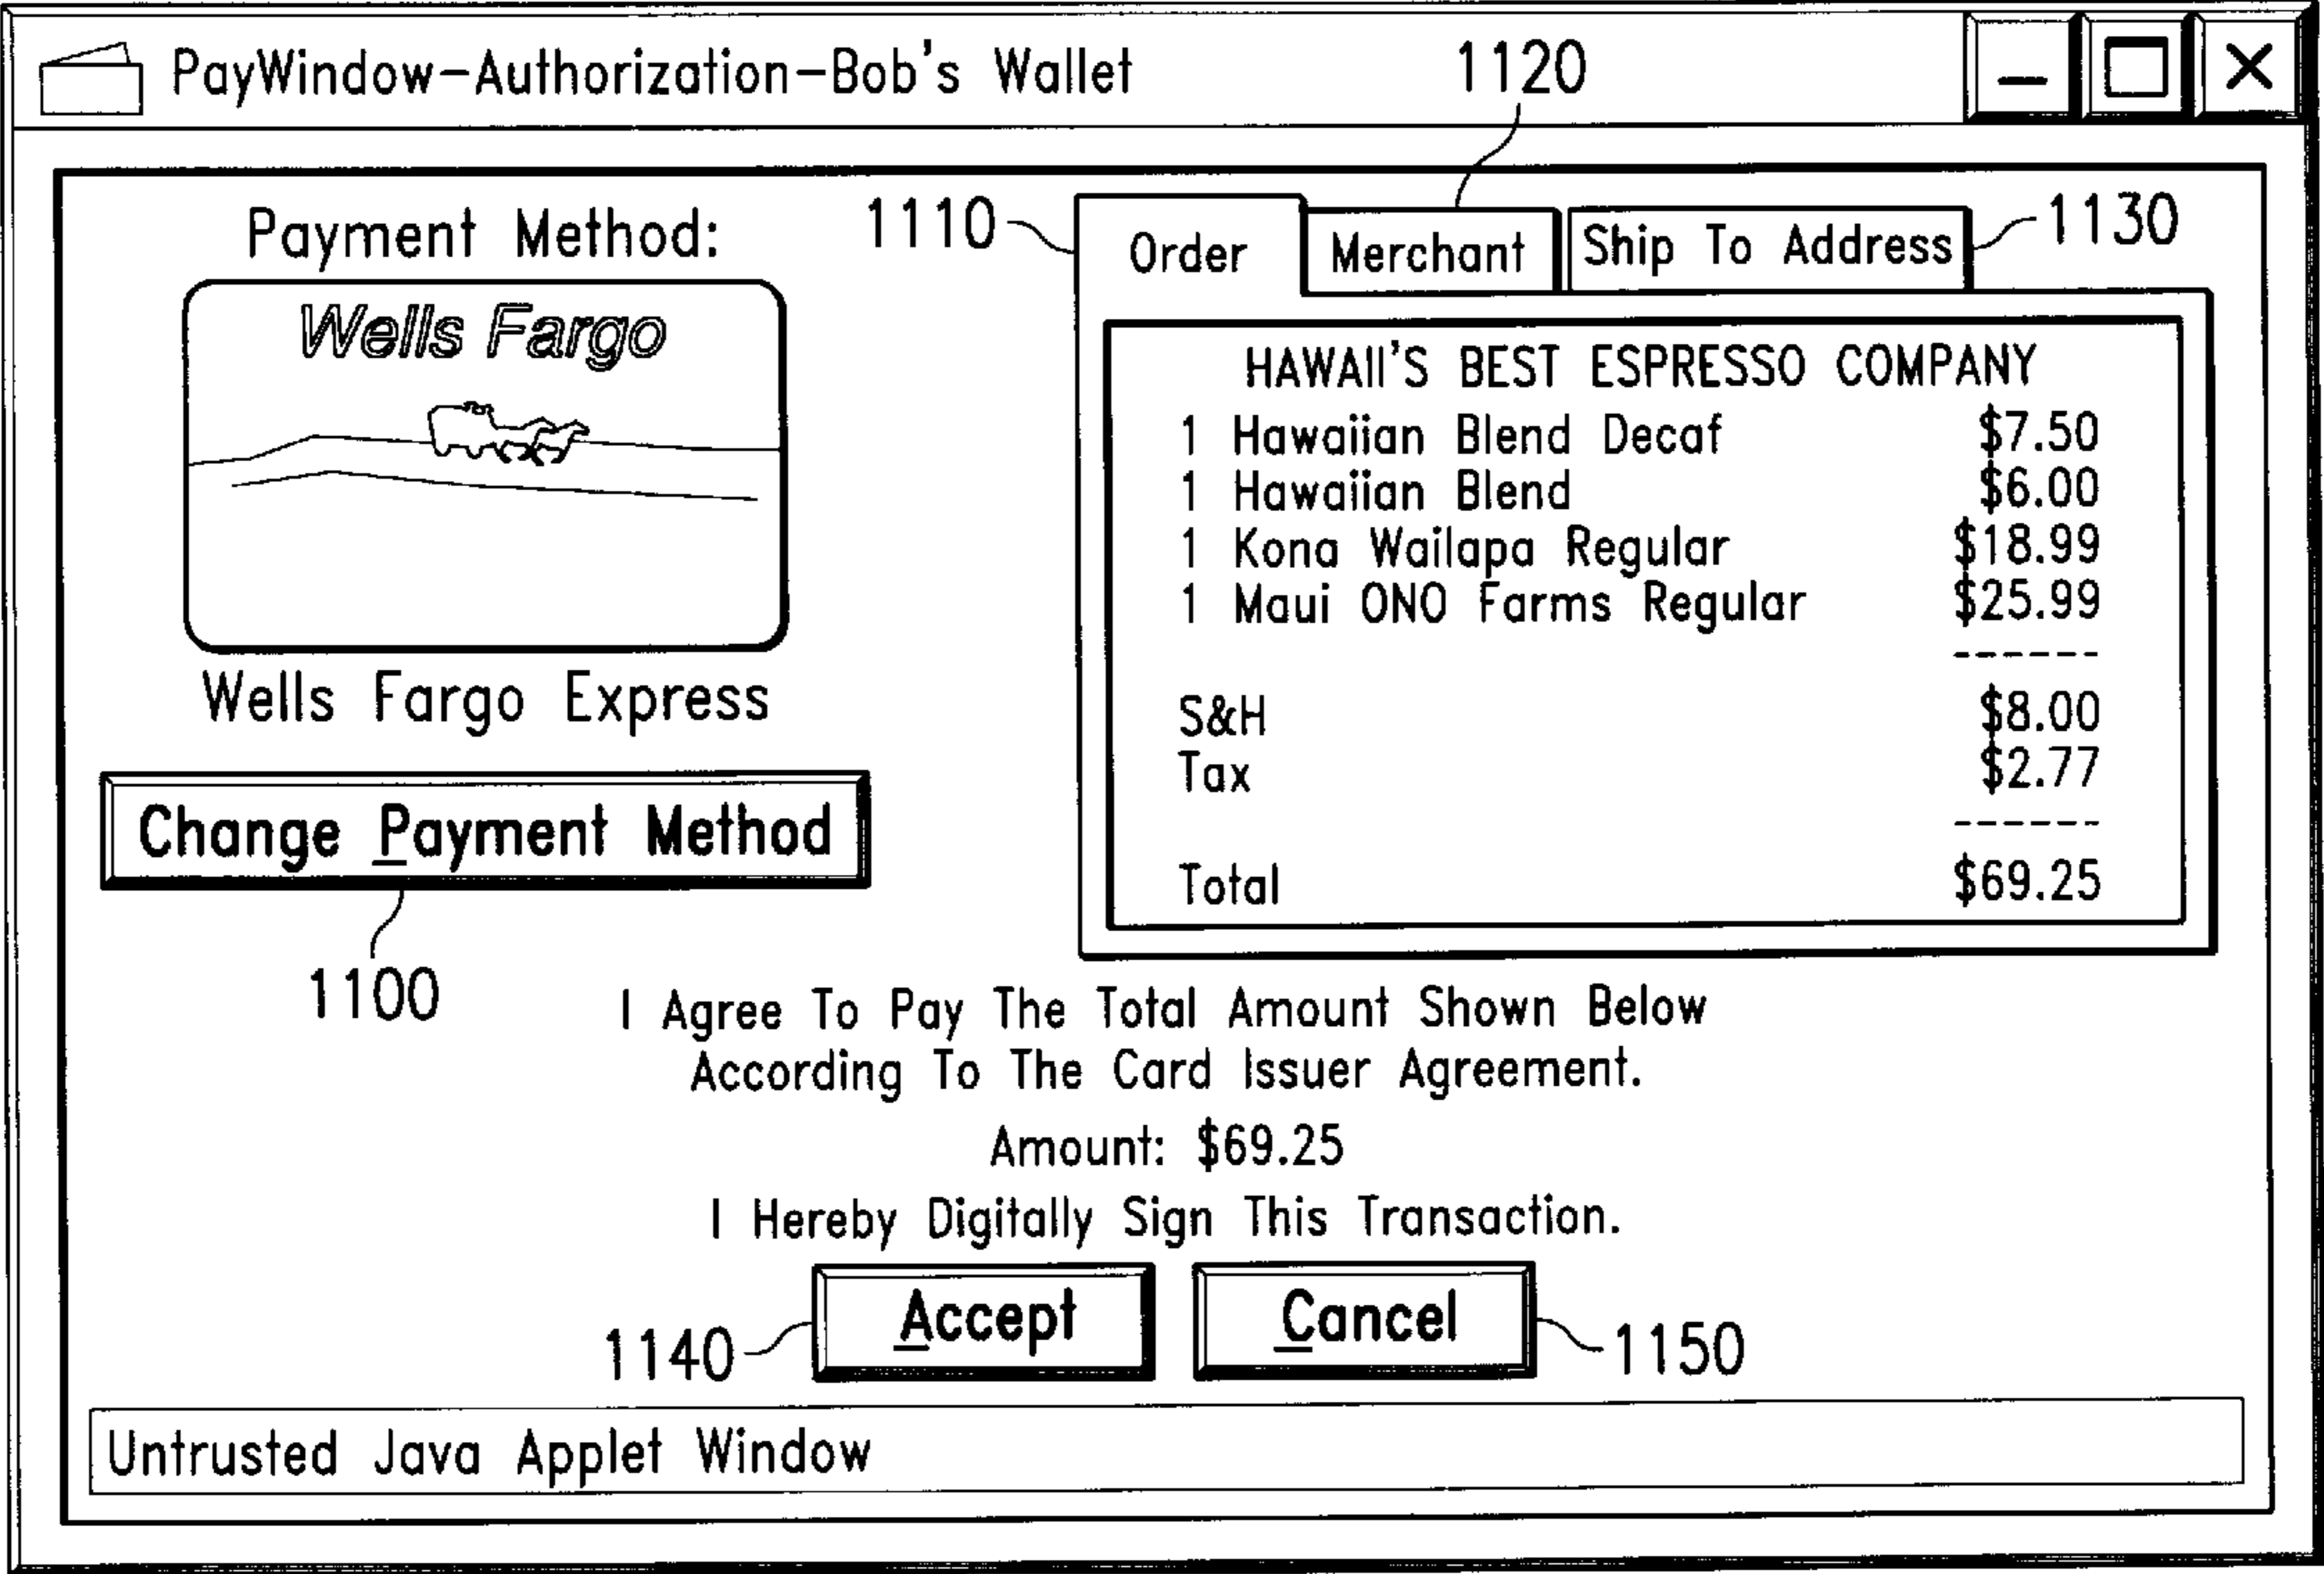 PayWindow-Authorization-Bob's Wallet
1120
Payment Method:
Wells Fargo
Wells Fargo Express
Change Payment Method
1100
1110
Order
Merchant
Ship To Address
1130
HAWAII'S BEST ESPRESSO COMPANY
1 Hawaiian Blend Decaf $7.50
1 Hawaiian Blend $6.00
1 Kona Wailapa Regular $18.99
1 Maui ONO Farms Regular $25.99
------
S&H $8.00
Tax $2.77
------
Total $69.25
I Agree To Pay The Total Amount Shown Below
According To The Card Issuer Agreement.
Amount: $69.25
I Hereby Digitally Sign This Transaction.
1140
Accept
Cancel
1150
Untrusted Java Applet Window